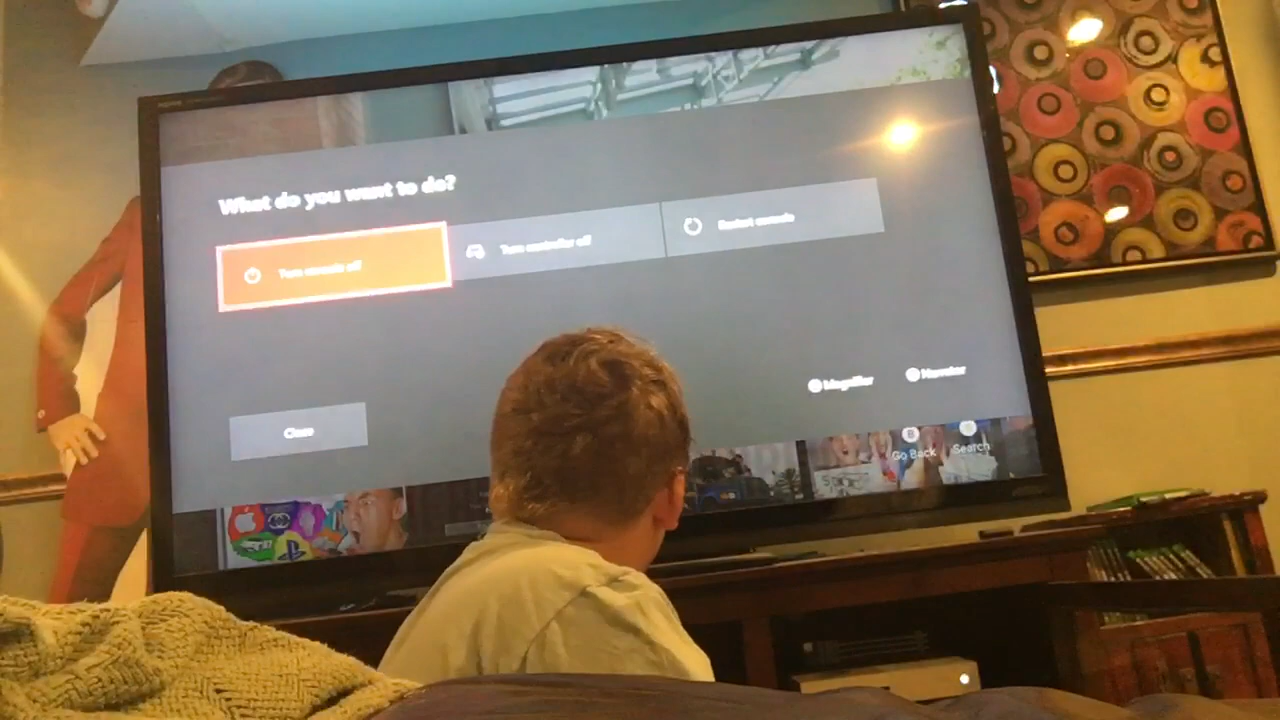 What do you want to do?
Turn console off
Turn controller off
Restart console
Magnifier
Narrator
Close
Go Back
Search